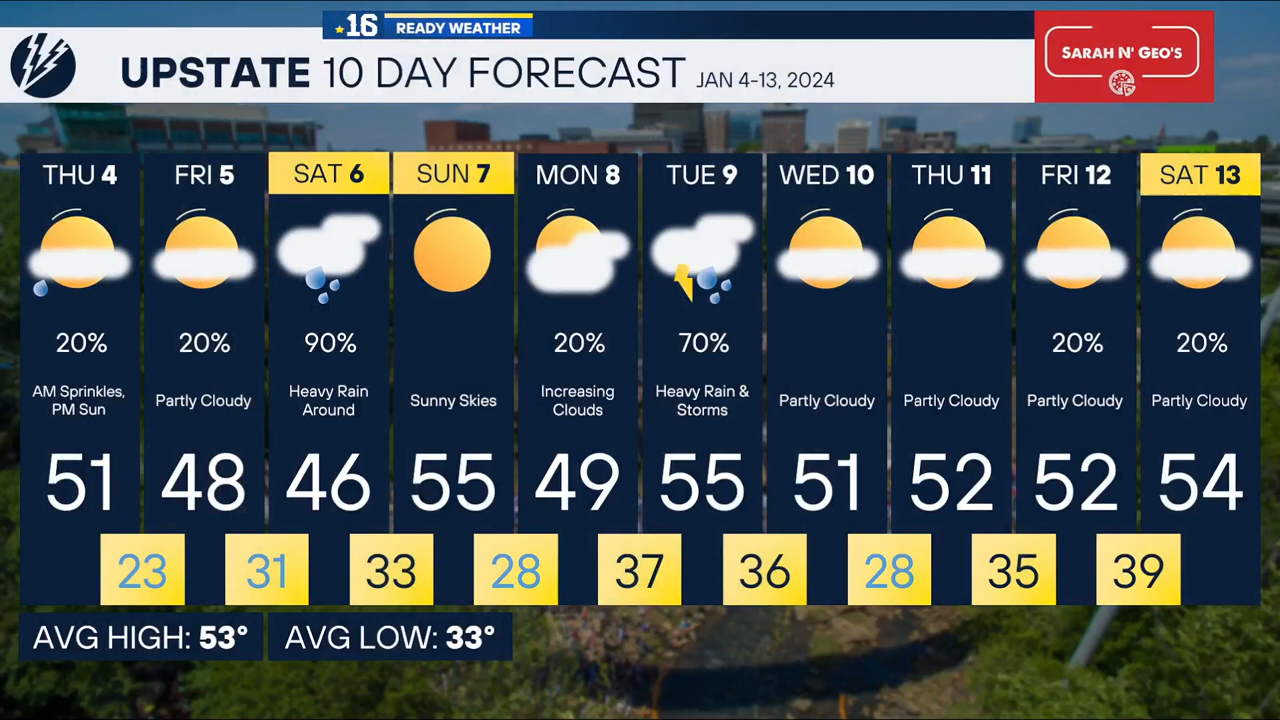 16 READY WEATHER
UPSTATE 10 DAY FORECAST JAN 4-13, 2024
SARAH N' GEO'S
THU 4 FRI 5 SAT 6 SUN 7 MON 8 TUE 9 WED 10 THU 11 FRI 12 SAT 13
20% 20% 90% 20% 70% 20% 20%
AM Sprinkles,
PM Sun
Partly Cloudy
Heavy Rain
Around
Sunny Skies
Increasing
Clouds
Heavy Rain &
Storms
Partly Cloudy
Partly Cloudy
Partly Cloudy
Partly Cloudy
51 48 46 55 49 55 51 52 52 54
23 31 33 28 37 36 28 35 39
AVG HIGH: 53° AVG LOW: 33°